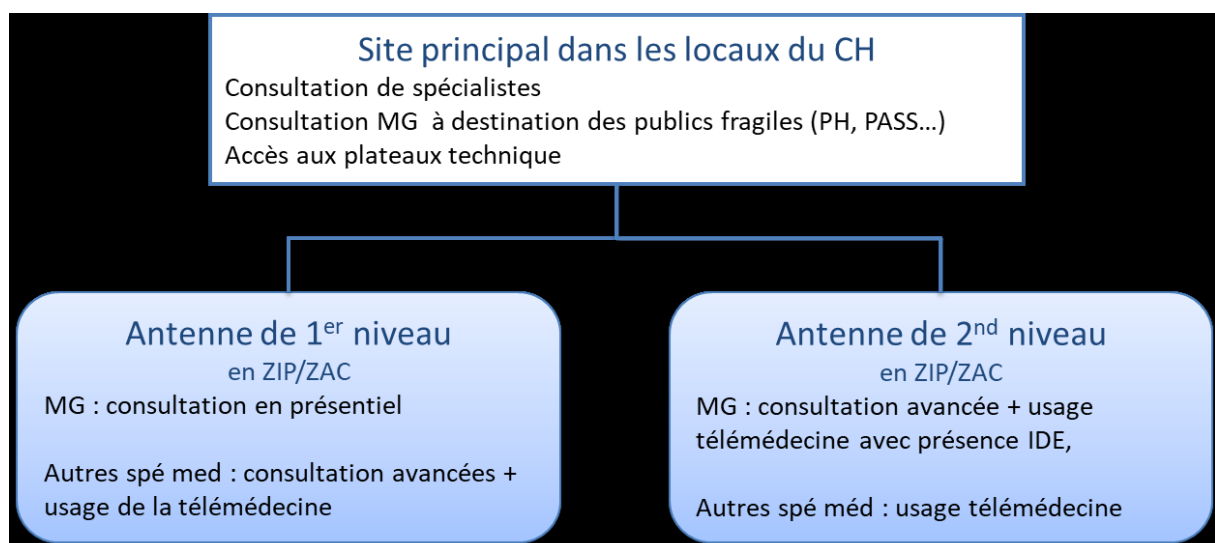 Site principal dans les locaux du CH
Consultation de spécialistes
Consultation MG à destination des publics fragiles (PH, PASS…)
Accès aux plateaux technique
Antenne de 1er niveau
en ZIP/ZAC
MG : consultation en présentiel
Autres spé med : consultation avancées +
usage de la télémédecine
Antenne de 2nd niveau
en ZIP/ZAC
MG : consultation avancée + usage
télémédecine avec présence IDE,
Autres spé méd : usage télémédecine